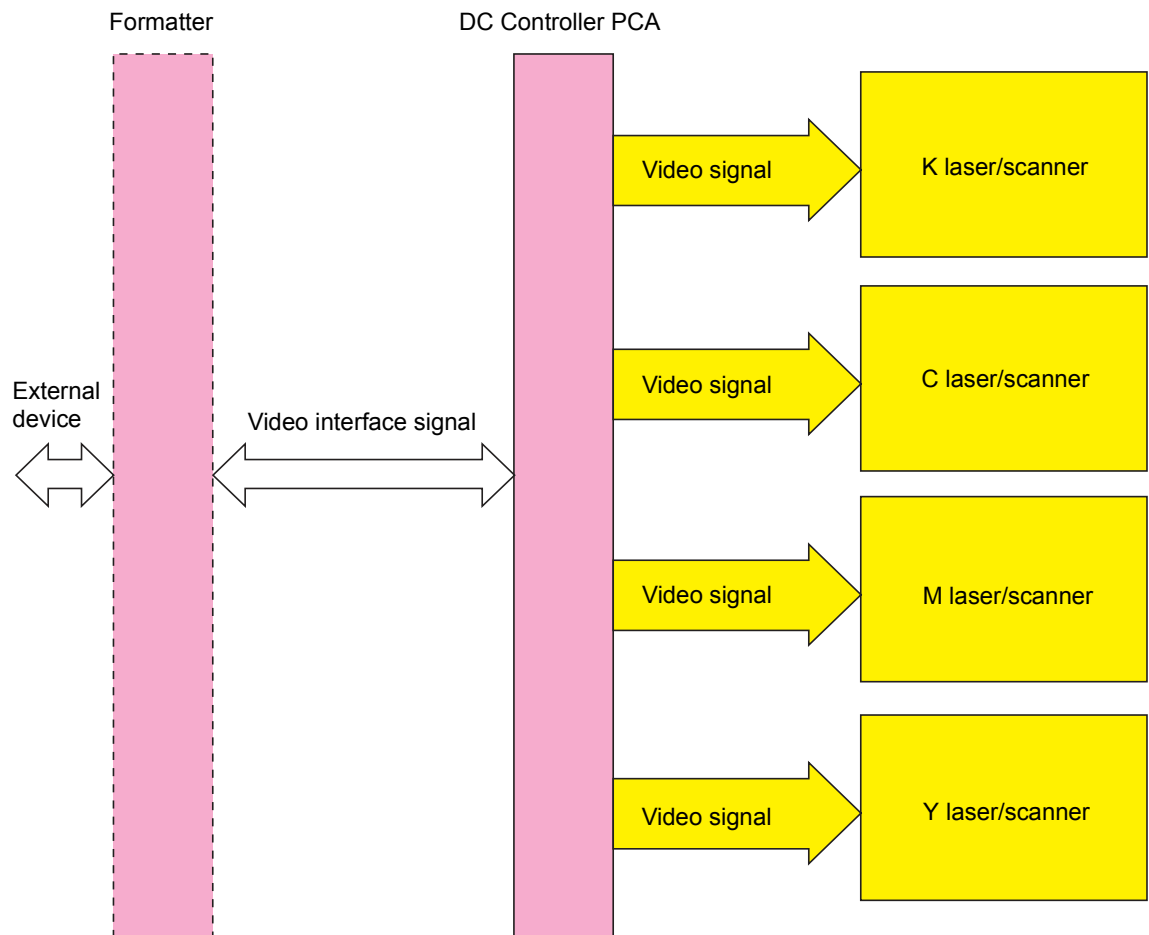 Formatter
DC Controller PCA
Video signal
K laser/scanner
Video signal
C laser/scanner
External
device
Video interface signal
Video signal
M laser/scanner
Video signal
Y laser/scanner